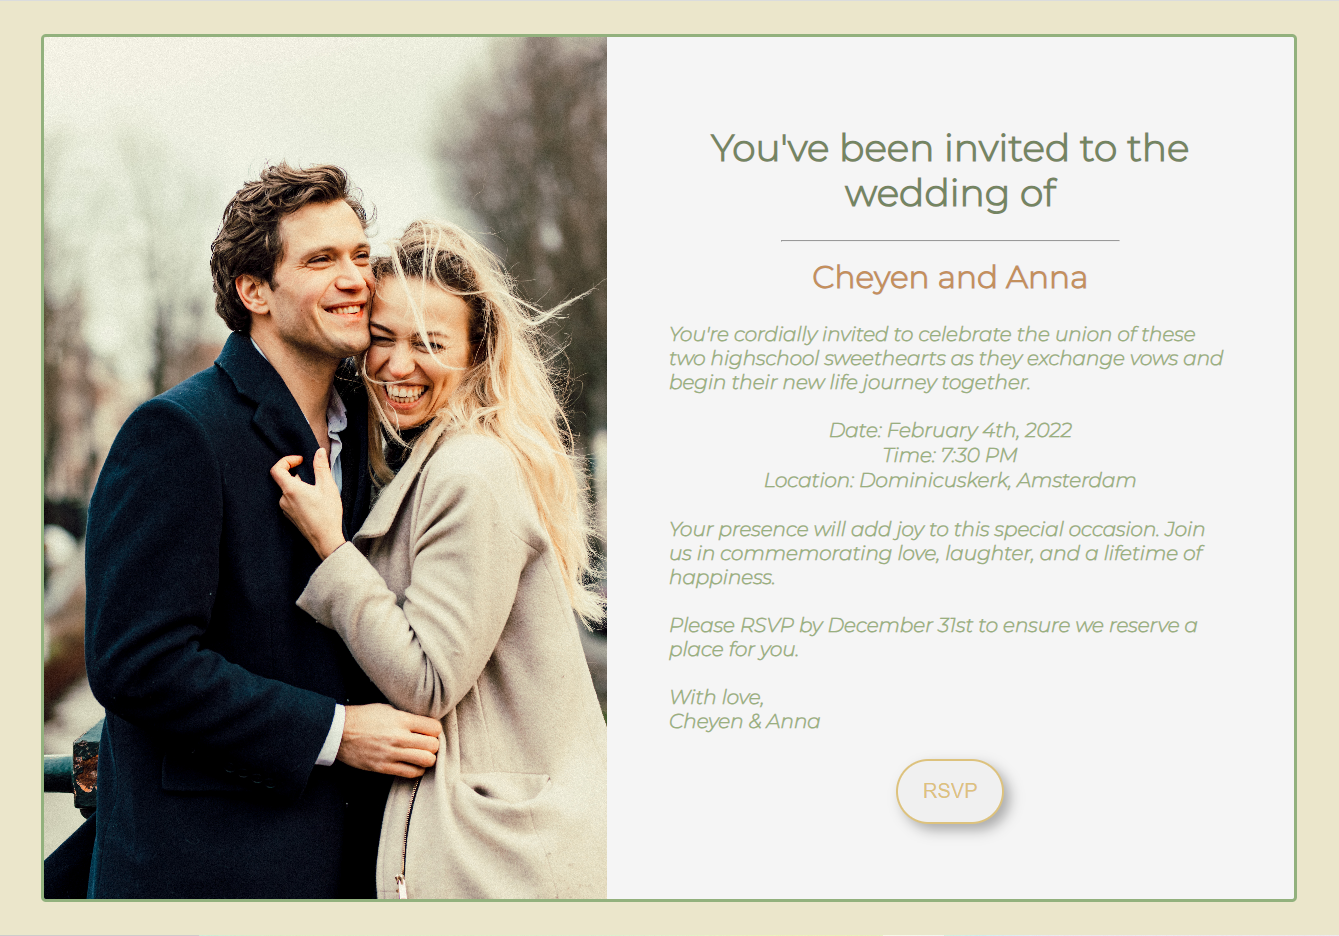 You've been invited to the
wedding of
Cheyen and Anna
You're cordially invited to celebrate the union of these
two highschool sweethearts as they exchange vows and
begin their new life journey together.
Date: February 4th, 2022
Time: 7:30 PM
Location: Dominicuskerk, Amsterdam
Your presence will add joy to this special occasion. Join
us in commemorating love, laughter, and a lifetime of
happiness.
Please RSVP by December 31st to ensure we reserve a
place for you.
With love,
Cheyen & Anna
RSVP